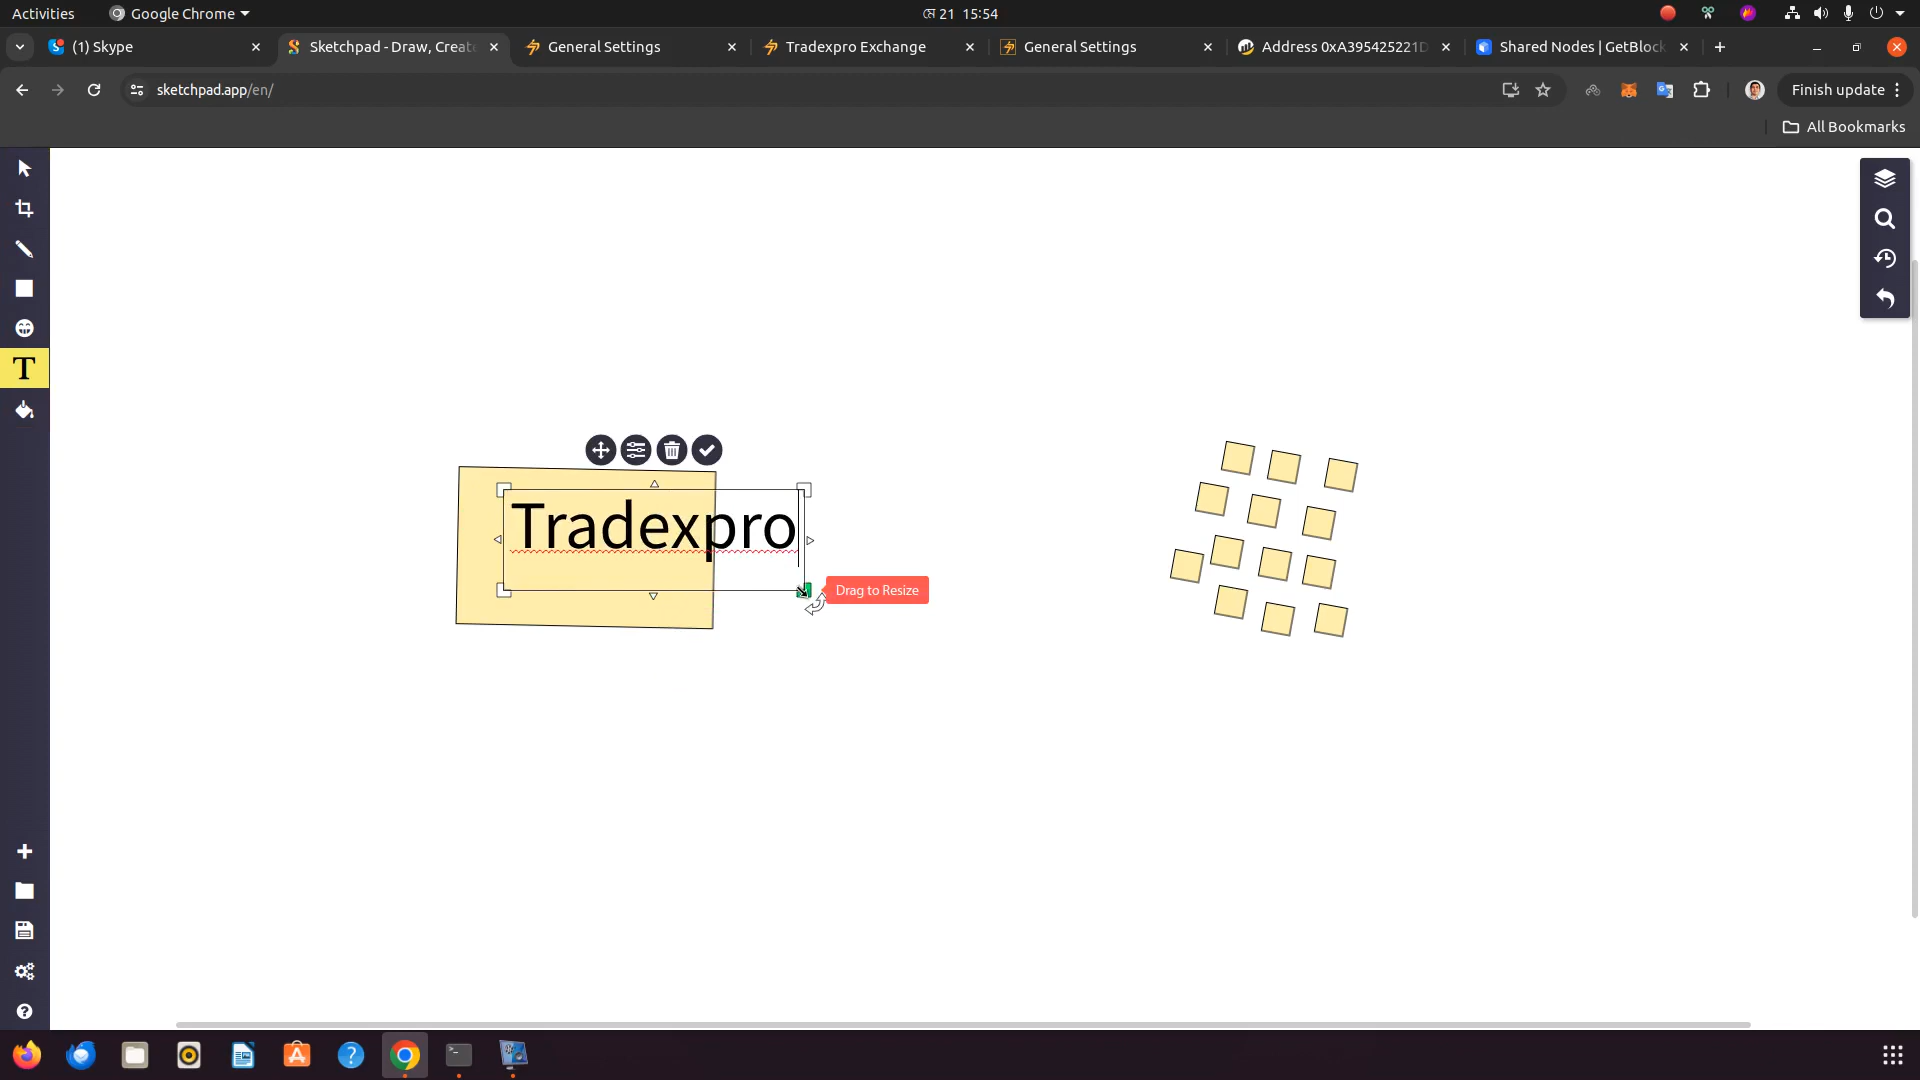 Activities
Google Chrome
মে 21 15:54
(1) Skype
Sketchpad - Draw, Creat
General Settings
Tradexpro Exchange
General Settings
Address 0xA395425221D
Shared Nodes | GetBlock
sketchpad.app/en/
Finish update
All Bookmarks
T
Tradexpro
Drag to Resize